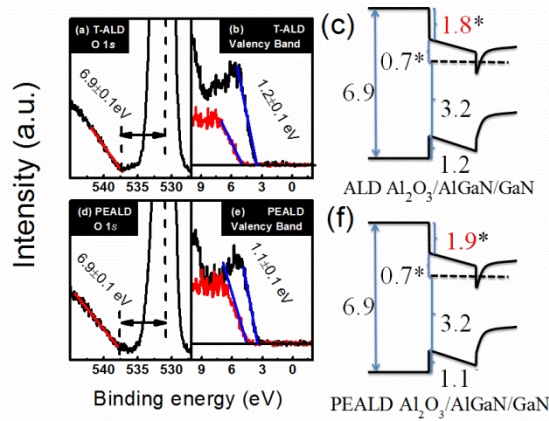 Intensity (a.u.)
(a) T-ALD
O 1s
6.9±0.1eV
540 535 530
(b) T-ALD
Valency Band
1.2±0.1 eV
9 6 3 0
(c)
1.8*
0.7*
6.9
3.2
1.2
ALD Al₂O₃/AlGaN/GaN
(d) PEALD
O 1s
6.9±0.1 eV
540 535 530
(e) PEALD
Valency Band
1.1±0.1 eV
9 6 3 0
Binding energy (eV)
(f)
1.9*
0.7*
6.9
3.2
1.1
PEALD Al₂O₃/AlGaN/GaN